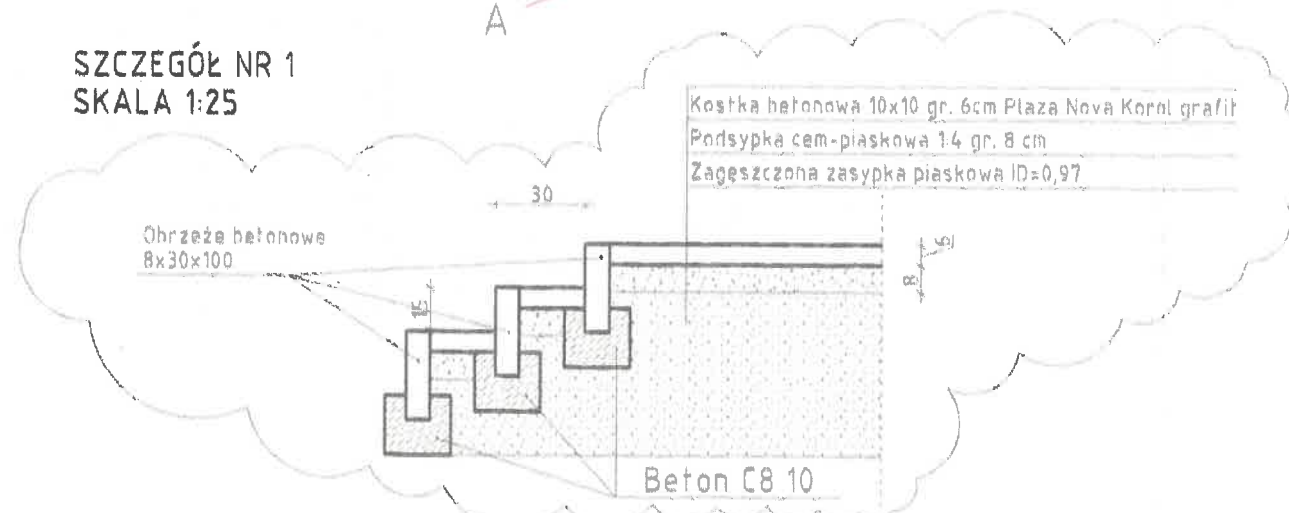 A
SZCZEGÓŁ NR 1
SKALA 1:25
Kostka betonowa 10x10 gr. 6cm Plaza Nova Korol grafit
Podsypka cem-piaskowa 1:4 gr. 8 cm
Zagęszczona zasypka piaskowa ID=0,97
30
Obrzeże betonowe
8x30x100
15
8
Beton C8 10